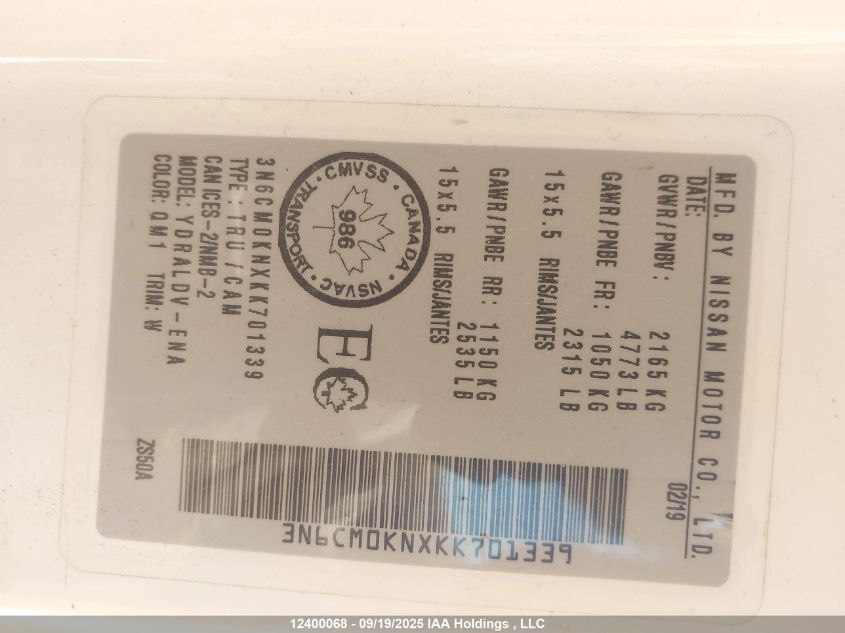 MFD. BY NISSAN MOTOR CO., LTD.
DATE: 02/19
GVWR/PNBV: 2165 KG
4773 LB
GAWR/PNBE FR: 1050 KG
2315 LB
15x5.5 RIMS/JANTES
GAWR/PNBE RR: 1150 KG
2535 LB
15x5.5 RIMS/JANTES
CMVSS • CANADA • NSVAC • TRANSPORT •
986
EC
3N6CM0KNXKK701339
TYPE: TRU/CAM
CAN ICES-2/NMB-2
MODEL: YDRALDV-ENA
COLOR: QM1 TRIM: W
3N6CM0KNXKK701339
ZS50A
12400068 - 09/19/2025 IAA Holdings , LLC